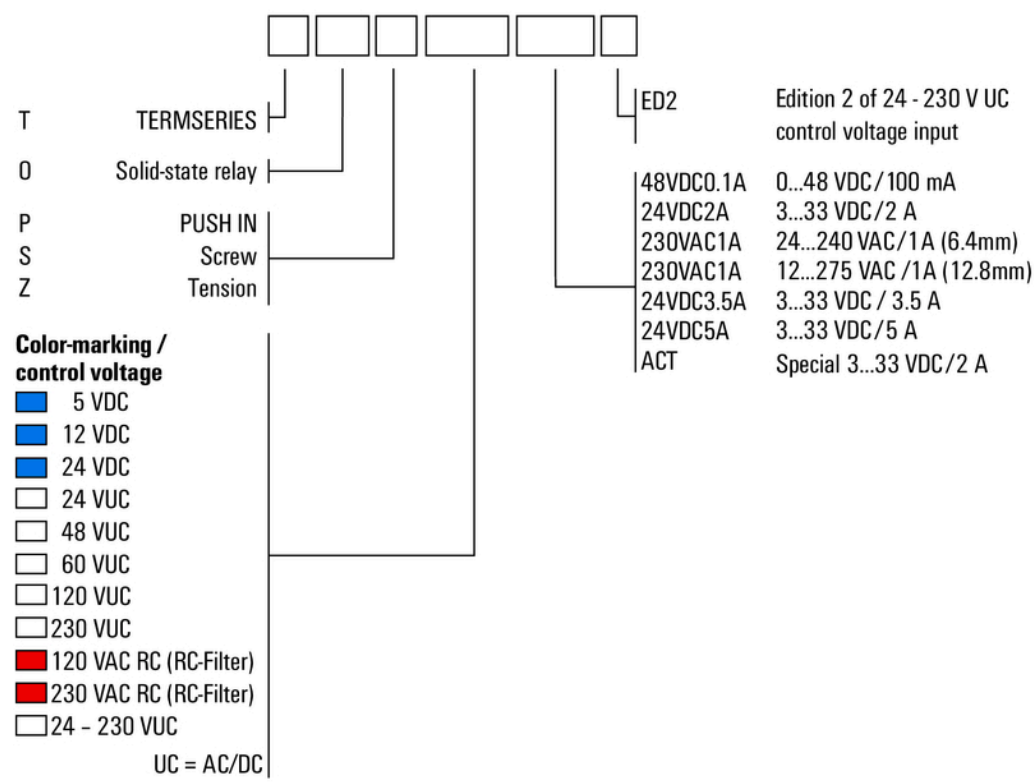 T TERMSERIES
O Solid-state relay
P PUSH IN
S Screw
Z Tension
Color-marking /
control voltage
5 VDC
12 VDC
24 VDC
24 VUC
48 VUC
60 VUC
120 VUC
230 VUC
120 VAC RC (RC-Filter)
230 VAC RC (RC-Filter)
24 – 230 VUC
UC = AC/DC
ED2 Edition 2 of 24 - 230 V UC
control voltage input
48VDC0.1A 0...48 VDC/100 mA
24VDC2A 3...33 VDC/2 A
230VAC1A 24...240 VAC/1A (6.4mm)
230VAC1A 12...275 VAC /1A (12.8mm)
24VDC3.5A 3...33 VDC / 3.5 A
24VDC5A 3...33 VDC/5 A
ACT Special 3...33 VDC/2 A